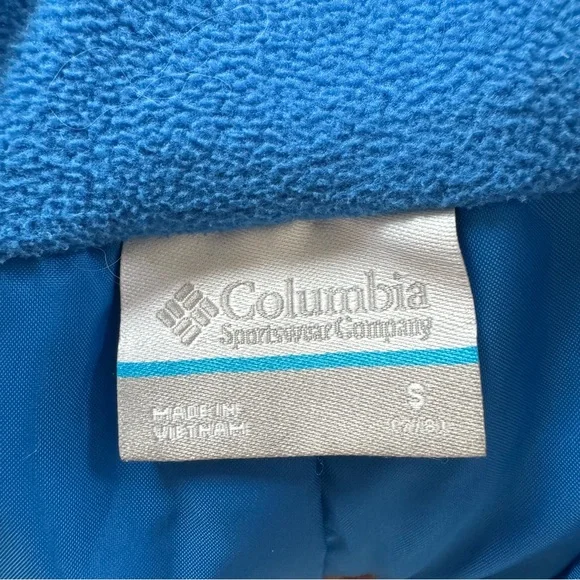 Columbia
Sportswear Company
MADE IN
VIETNAM
S
(7/8)